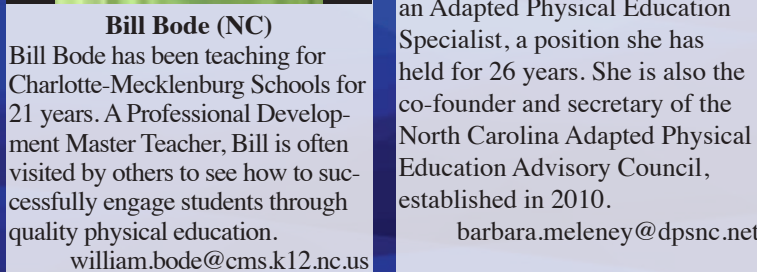 Bill Bode (NC)
Bill Bode has been teaching for
Charlotte-Mecklenburg Schools for
21 years. A Professional Develop-
ment Master Teacher, Bill is often
visited by others to see how to suc-
cessfully engage students through
quality physical education.
william.bode@cms.k12.nc.us
an Adapted Physical Education
Specialist, a position she has
held for 26 years. She is also the
co-founder and secretary of the
North Carolina Adapted Physical
Education Advisory Council,
established in 2010.
barbara.meleney@dpsnc.net